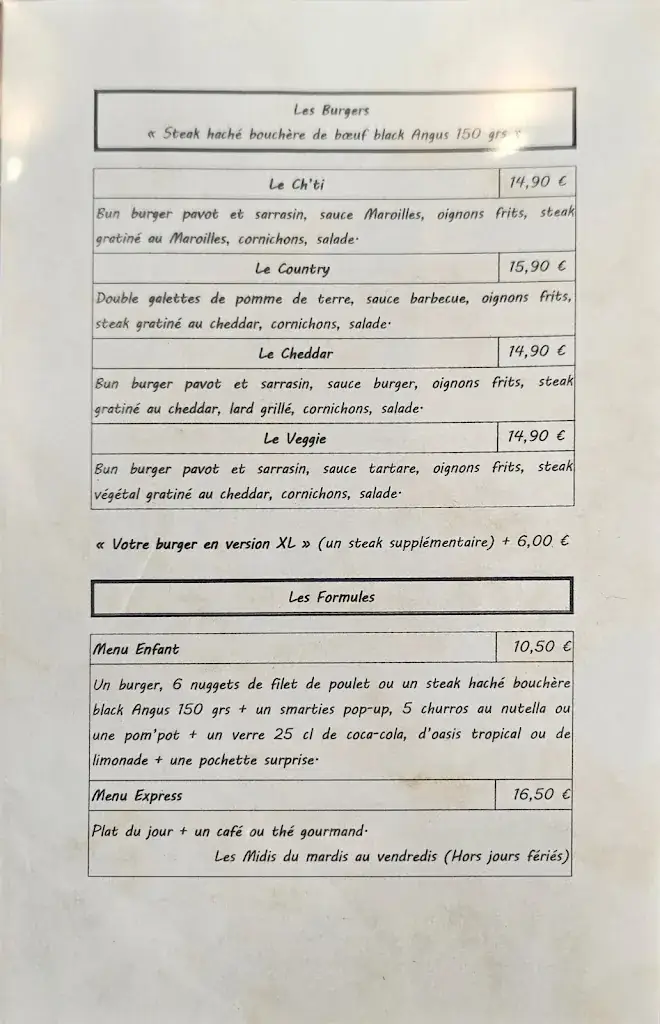 Les Burgers
« Steak haché bouchère de bœuf black Angus 150 grs »
Le Ch'ti 14,90 €
Bun burger pavot et sarrasin, sauce Maroilles, oignons frits, steak
gratiné au Maroilles, cornichons, salade·
Le Country 15,90 €
Double galettes de pomme de terre, sauce barbecue, oignons frits,
steak gratiné au cheddar, cornichons, salade·
Le Cheddar 14,90 €
Bun burger pavot et sarrasin, sauce burger, oignons frits, steak
gratiné au cheddar, lard grillé, cornichons, salade·
Le Veggie 14,90 €
Bun burger pavot et sarrasin, sauce tartare, oignons frits, steak
végétal gratiné au cheddar, cornichons, salade·
« Votre burger en version XL » (un steak supplémentaire) + 6,00 €
Les Formules
Menu Enfant 10,50 €
Un burger, 6 nuggets de filet de poulet ou un steak haché bouchère
black Angus 150 grs + un smarties pop-up, 5 churros au nutella ou
une pom'pot + un verre 25 cl de coca-cola, d'oasis tropical ou de
limonade + une pochette surprise·
Menu Express 16,50 €
Plat du jour + un café ou thé gourmand·
Les Midis du mardis au vendredis (Hors jours fériés)